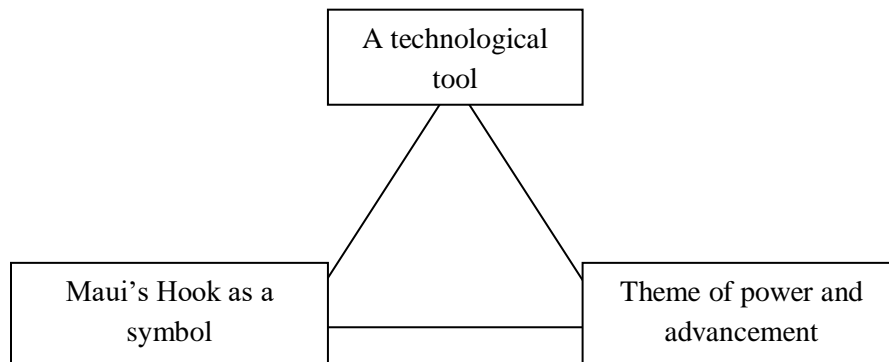 A technological
tool
Maui’s Hook as a
symbol
Theme of power and
advancement